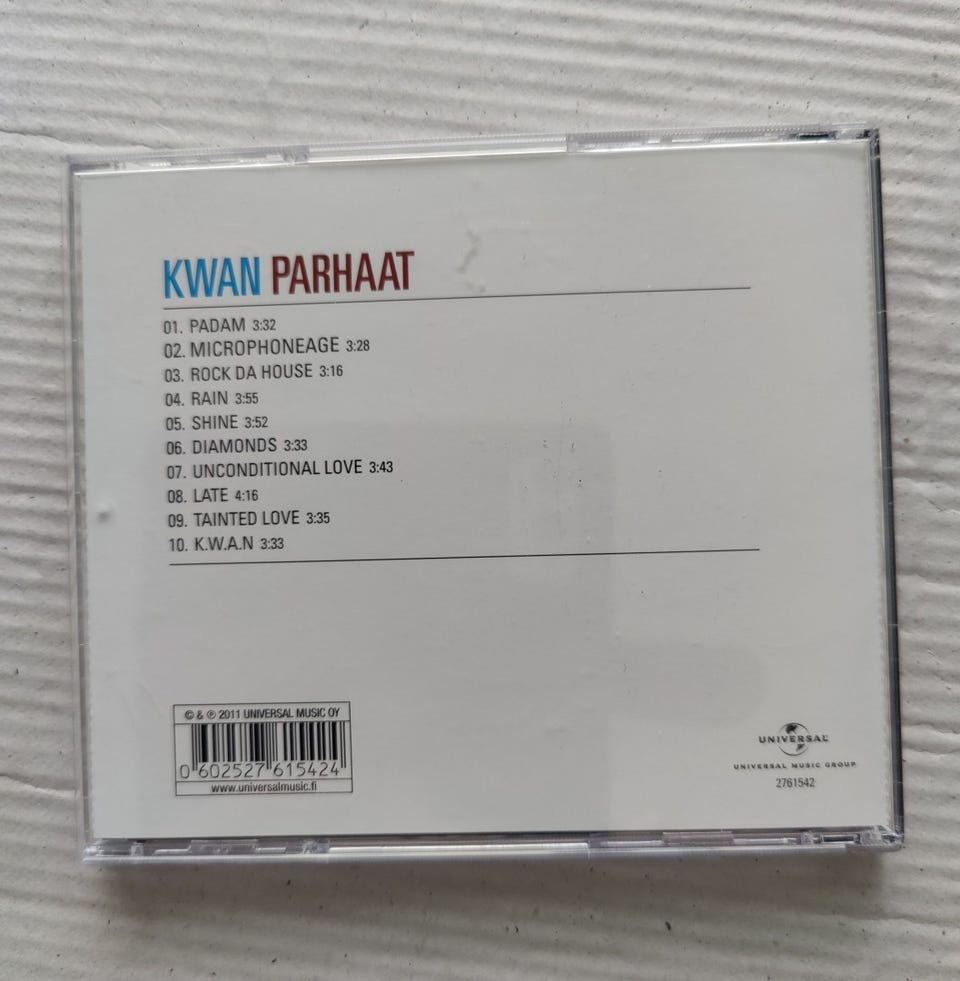 KWAN PARHAAT
01. PADAM 3:32
02. MICROPHONEAGE 3:28
03. ROCK DA HOUSE 3:16
04. RAIN 3:55
05. SHINE 3:52
06. DIAMONDS 3:33
07. UNCONDITIONAL LOVE 3:43
08. LATE 4:16
09. TAINTED LOVE 3:35
10. K.W.A.N 3:33
© & ℗ 2011 UNIVERSAL MUSIC OY
0 602527 615424
www.universalmusic.fi
UNIVERSAL
UNIVERSAL MUSIC GROUP
2761542